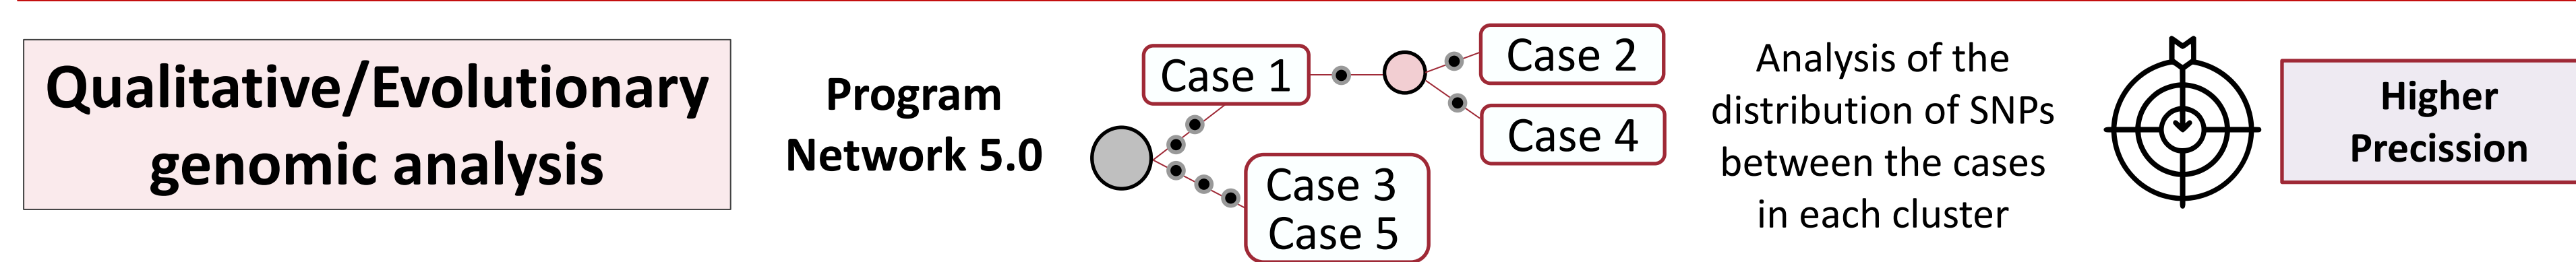 Qualitative/Evolutionary
genomic analysis
Program
Network 5.0
Case 1
Case 2
Case 4
Case 3
Case 5
Analysis of the
distribution of SNPs
between the cases
in each cluster
Higher
Precission